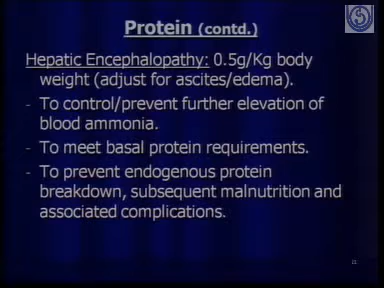 Protein (contd.)
Hepatic Encephalopathy: 0.5g/Kg body
weight (adjust for ascites/edema).
- To control/prevent further elevation of
blood ammonia.
- To meet basal protein requirements.
- To prevent endogenous protein
breakdown, subsequent malnutrition and
associated complications.